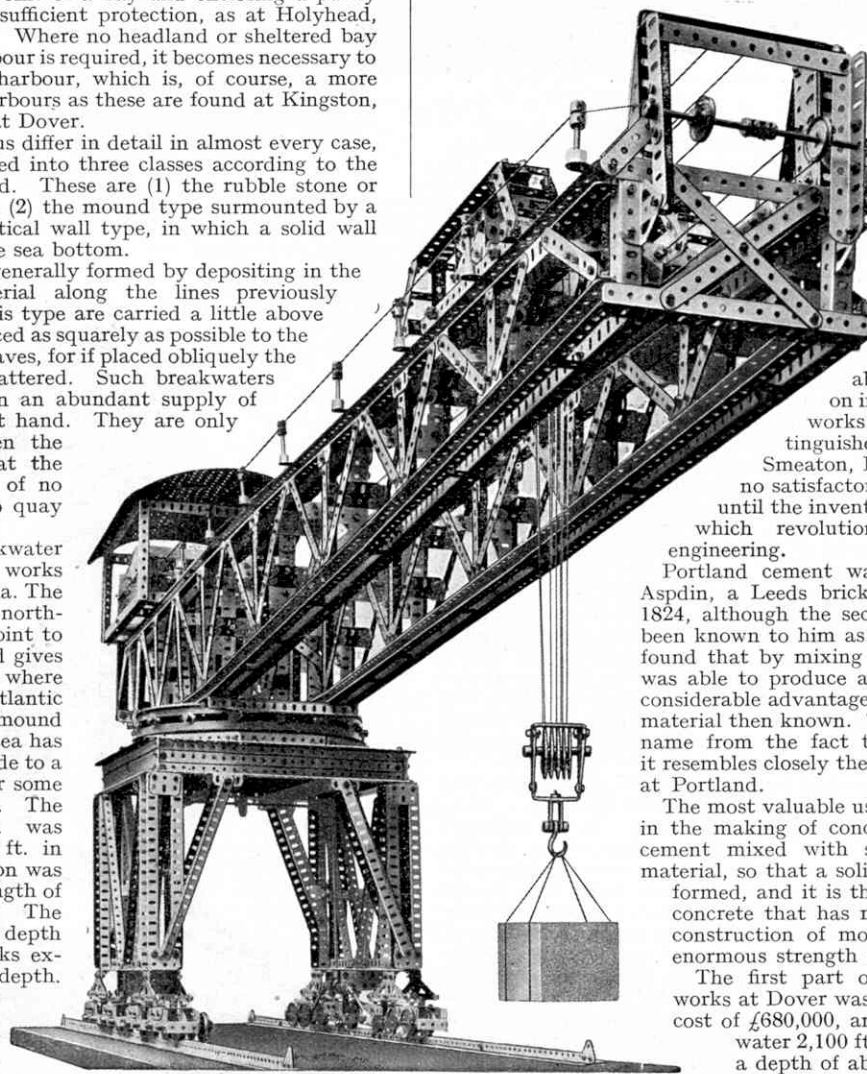 sufficient protection, as at Holyhead,
Where no headland or sheltered bay
bour is required, it becomes necessary to
harbour, which is, of course, a more
rbours as these are found at Kingston,
at Dover.
us differ in detail in almost every case,
ed into three classes according to the
d. These are (1) the rubble stone or
(2) the mound type surmounted by a
tical wall type, in which a solid wall
e sea bottom.
generally formed by depositing in the
erial along the lines previously
is type are carried a little above
ced as squarely as possible to the
aves, for if placed obliquely the
attered. Such breakwaters
n an abundant supply of
t hand. They are only
en the
at the
of no
o quay
kwater
works
a. The
north-
oint to
d gives
where
tlantic
mound
sea has
de to a
r some
. The
was
ft. in
on was
ngth of
The
depth
ks ex-
depth.
al
on i
works
tinguishe
Smeaton,
no satisfactor
until the invent
which revolution
engineering.
Portland cement wa
Aspdin, a Leeds brick
1824, although the sec
been known to him as
found that by mixing
was able to produce a
considerable advantage
material then known.
name from the fact t
it resembles closely the
at Portland.
The most valuable us
in the making of conc
cement mixed with s
material, so that a soli
formed, and it is th
concrete that has r
construction of mo
enormous strength
The first part o
works at Dover was
cost of £680,000, an
water 2,100 ft
a depth of ab